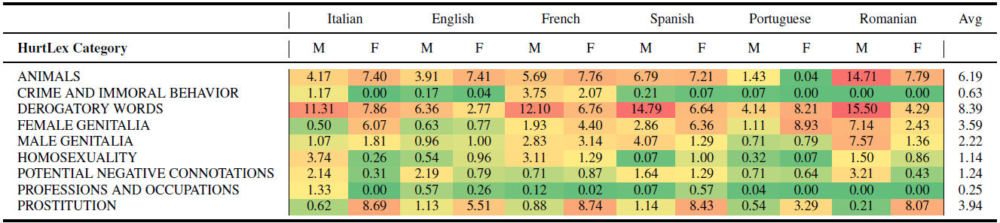 Italian English French Spanish Portuguese Romanian Avg
HurtLex Category M F M F M F M F M F M F
ANIMALS 4.17 7.40 3.91 7.41 5.69 7.76 6.79 7.21 1.43 0.04 14.71 7.79 6.19
CRIME AND IMMORAL BEHAVIOR 1.17 0.00 0.17 0.04 3.75 2.07 0.21 0.07 0.07 0.00 0.00 0.00 0.63
DEROGATORY WORDS 11.31 7.86 6.36 2.77 12.10 6.76 14.79 6.64 4.14 8.21 15.50 4.29 8.39
FEMALE GENITALIA 0.50 6.07 0.63 0.77 1.93 4.40 2.86 6.36 1.11 8.93 7.14 2.43 3.59
MALE GENITALIA 1.07 1.81 0.96 1.00 2.83 3.14 4.07 1.29 0.71 0.79 7.57 1.36 2.22
HOMOSEXUALITY 3.74 0.26 0.54 0.96 3.11 1.29 0.07 1.00 0.32 0.07 1.50 0.86 1.14
POTENTIAL NEGATIVE CONNOTATIONS 2.14 0.31 2.19 0.79 0.71 0.87 1.64 1.29 0.71 0.64 3.21 0.43 1.24
PROFESSIONS AND OCCUPATIONS 1.33 0.00 0.57 0.26 0.12 0.02 0.07 0.57 0.04 0.00 0.00 0.00 0.25
PROSTITUTION 0.62 8.69 1.13 5.51 0.88 8.74 1.14 8.43 0.54 3.29 0.21 8.07 3.94